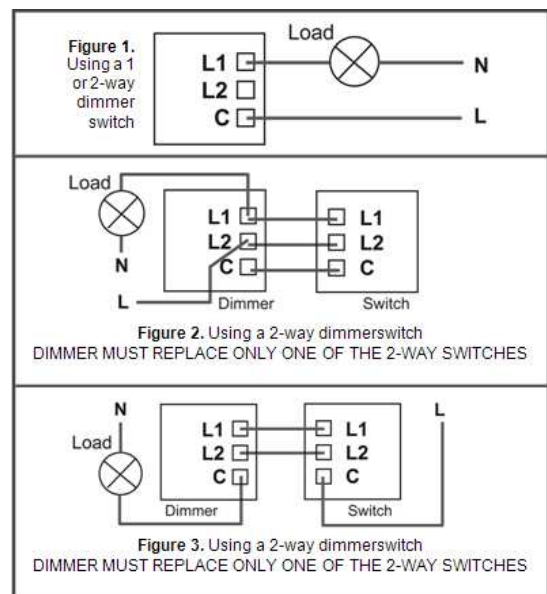 Figure 1.
Using a 1
or 2-way
dimmer
switch
Load
L1
N
L2
C
L
Load
L1
L1
L2
L2
N
C
C
L
Dimmer
Switch
Figure 2. Using a 2-way dimmerswitch
DIMMER MUST REPLACE ONLY ONE OF THE 2-WAY SWITCHES
N
L
L1
L1
Load
L2
L2
C
C
Dimmer
Switch
Figure 3. Using a 2-way dimmerswitch
DIMMER MUST REPLACE ONLY ONE OF THE 2-WAY SWITCHES